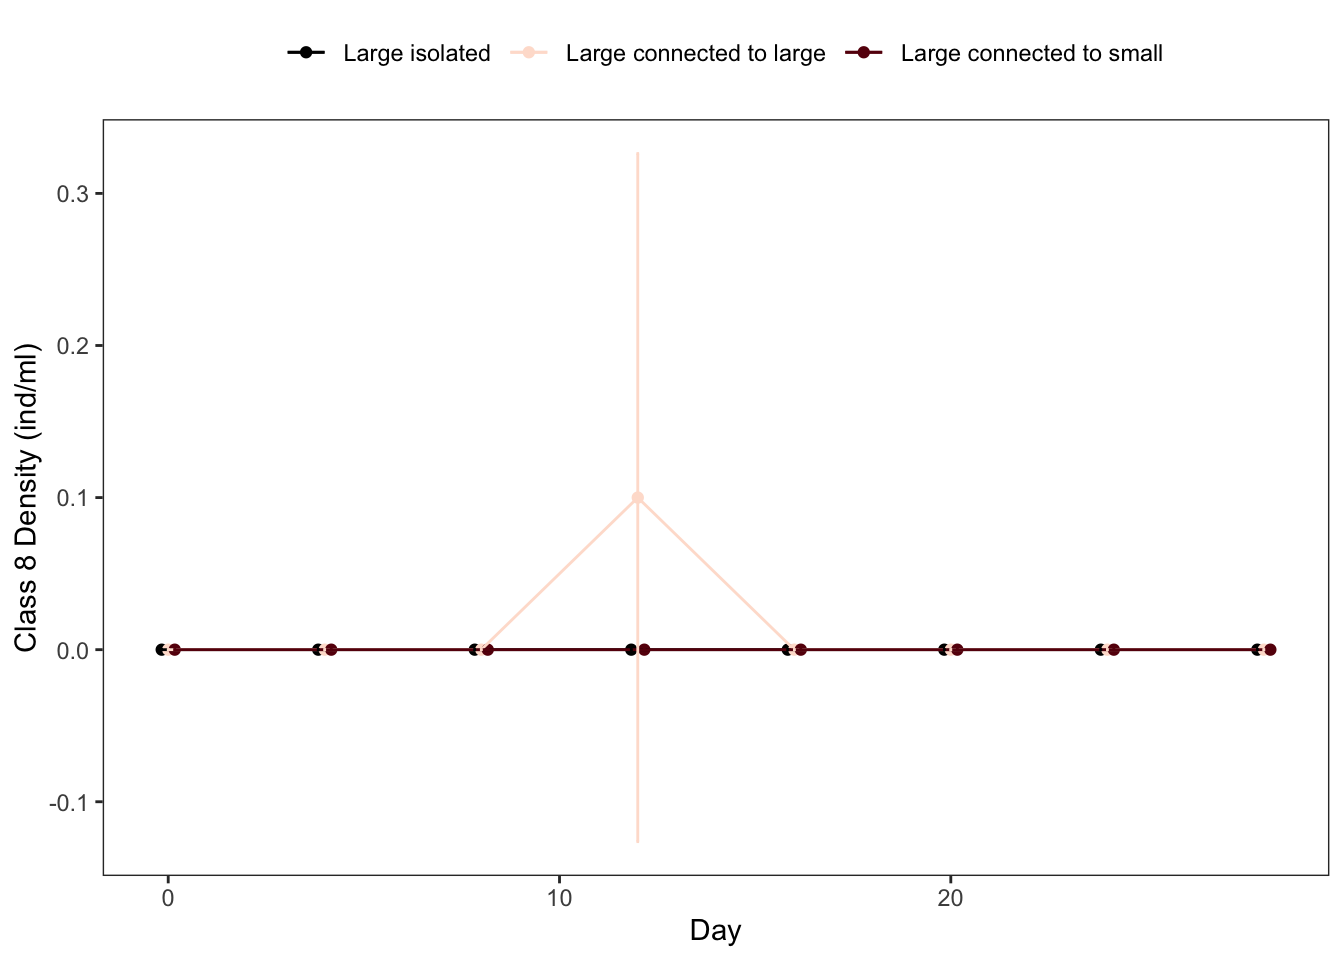 Large isolated Large connected to large Large connected to small
Class 8 Density (ind/ml)
0.3
0.2
0.1
0.0
-0.1
0 10 20
Day